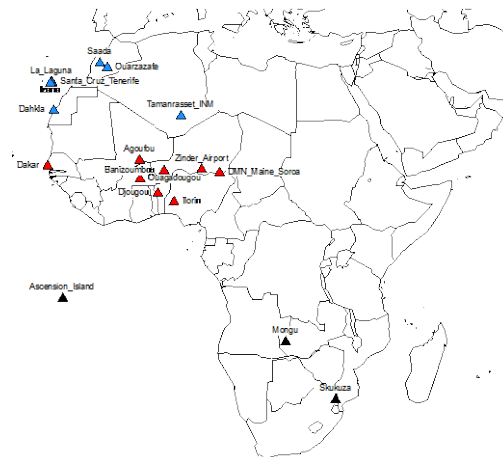 Saada
Ouarzazate
La_Laguna
Santa_Cruz_Tenerife
Dahkla
Tamanrasset_INM
Agoufou
Dakar
Banizoumbou
Zinder_Airport
Ouagadougou
DMN_Maine_Soroa
Djougou
Ilorin
Ascension_Island
Mongu
Skukuza